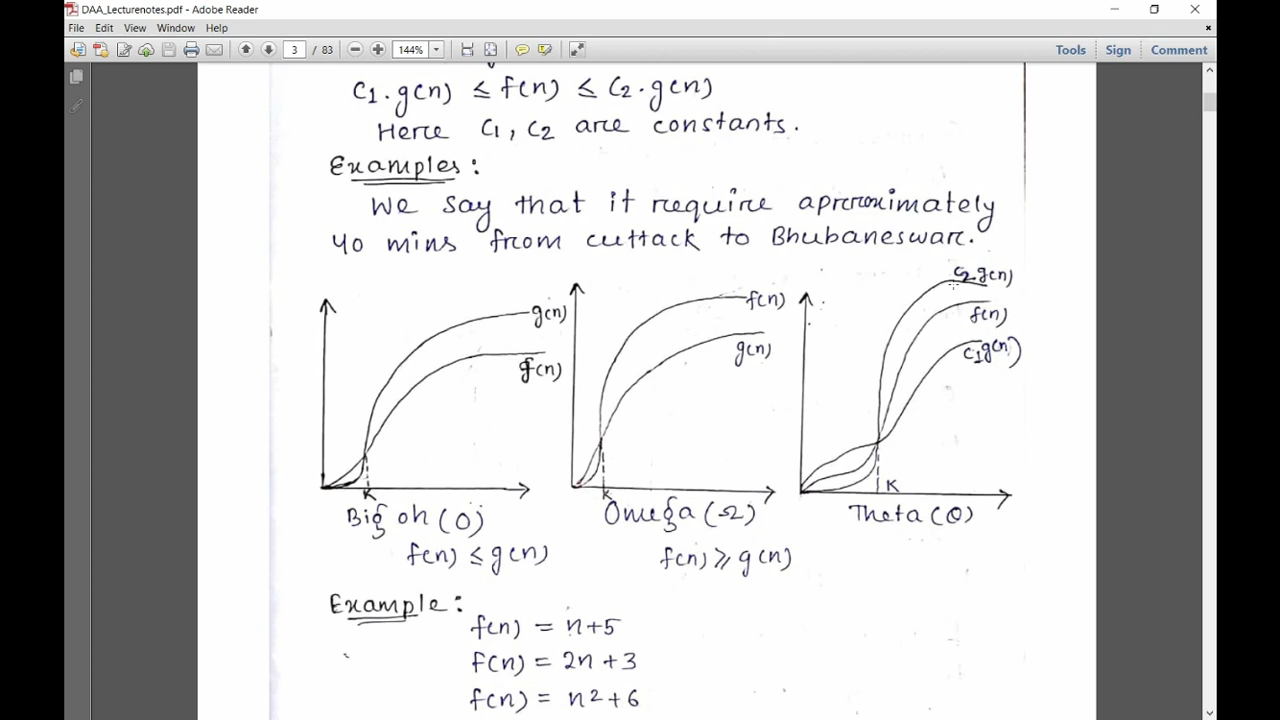 DAA_Lecturenotes.pdf - Adobe Reader
File Edit View Window Help
3 / 83 144% Tools Sign Comment
C1.g(n) ≤ f(n) ≤ C2.g(n)
Here C1, C2 are constants.
Examples:
We say that it require aprroximately
40 mins from cuttack to Bhubaneswar.
g(n)
f(n)
K
Big oh (O)
f(n) ≤ g(n)
f(n)
g(n)
K
Omega (Ω)
f(n) ≥ g(n)
C2g(n)
f(n)
C1g(n)
K
Theta (Θ)
Example:
f(n) = n+5
f(n) = 2n+3
f(n) = n2+6